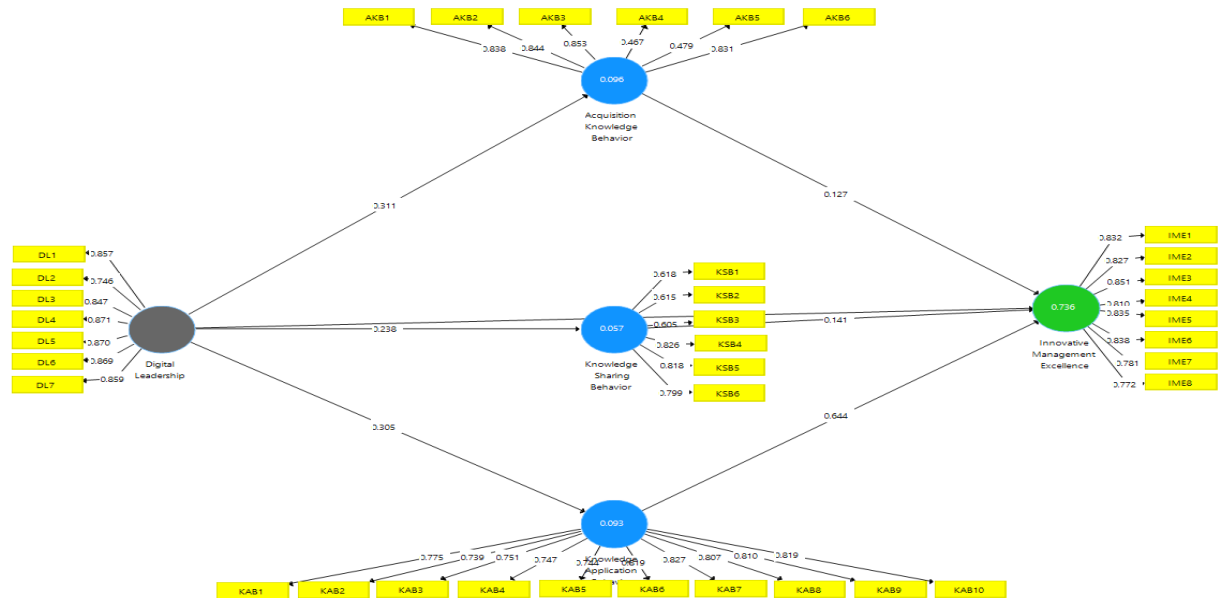 AKB1 AKB2 AKB3 AKB4 AKB5 AKB6
0.838 0.844 0.853 0.467 0.479 0.831
0.096
Acquisition
Knowledge
Behavior
0.311 0.127
DL1 0.857
DL2 0.746
DL3 0.847
DL4 0.871
DL5 0.870
DL6 0.869
DL7 0.859
Digital
Leadership
0.238
0.618 KSB1
0.615 KSB2
0.605 KSB3
0.826 KSB4
0.818 KSB5
0.799 KSB6
0.057
Knowledge
Sharing
Behavior
0.141
0.832 IME1
0.827 IME2
0.851 IME3
0.810 IME4
0.835 IME5
0.838 IME6
0.781 IME7
0.772 IME8
0.736
Innovative
Management
Excellence
0.305 0.644
0.093
Knowledge
Application
0.775 0.739 0.751 0.747 0.744 0.819 0.827 0.807 0.810 0.819
KAB1 KAB2 KAB3 KAB4 KAB5 KAB6 KAB7 KAB8 KAB9 KAB10